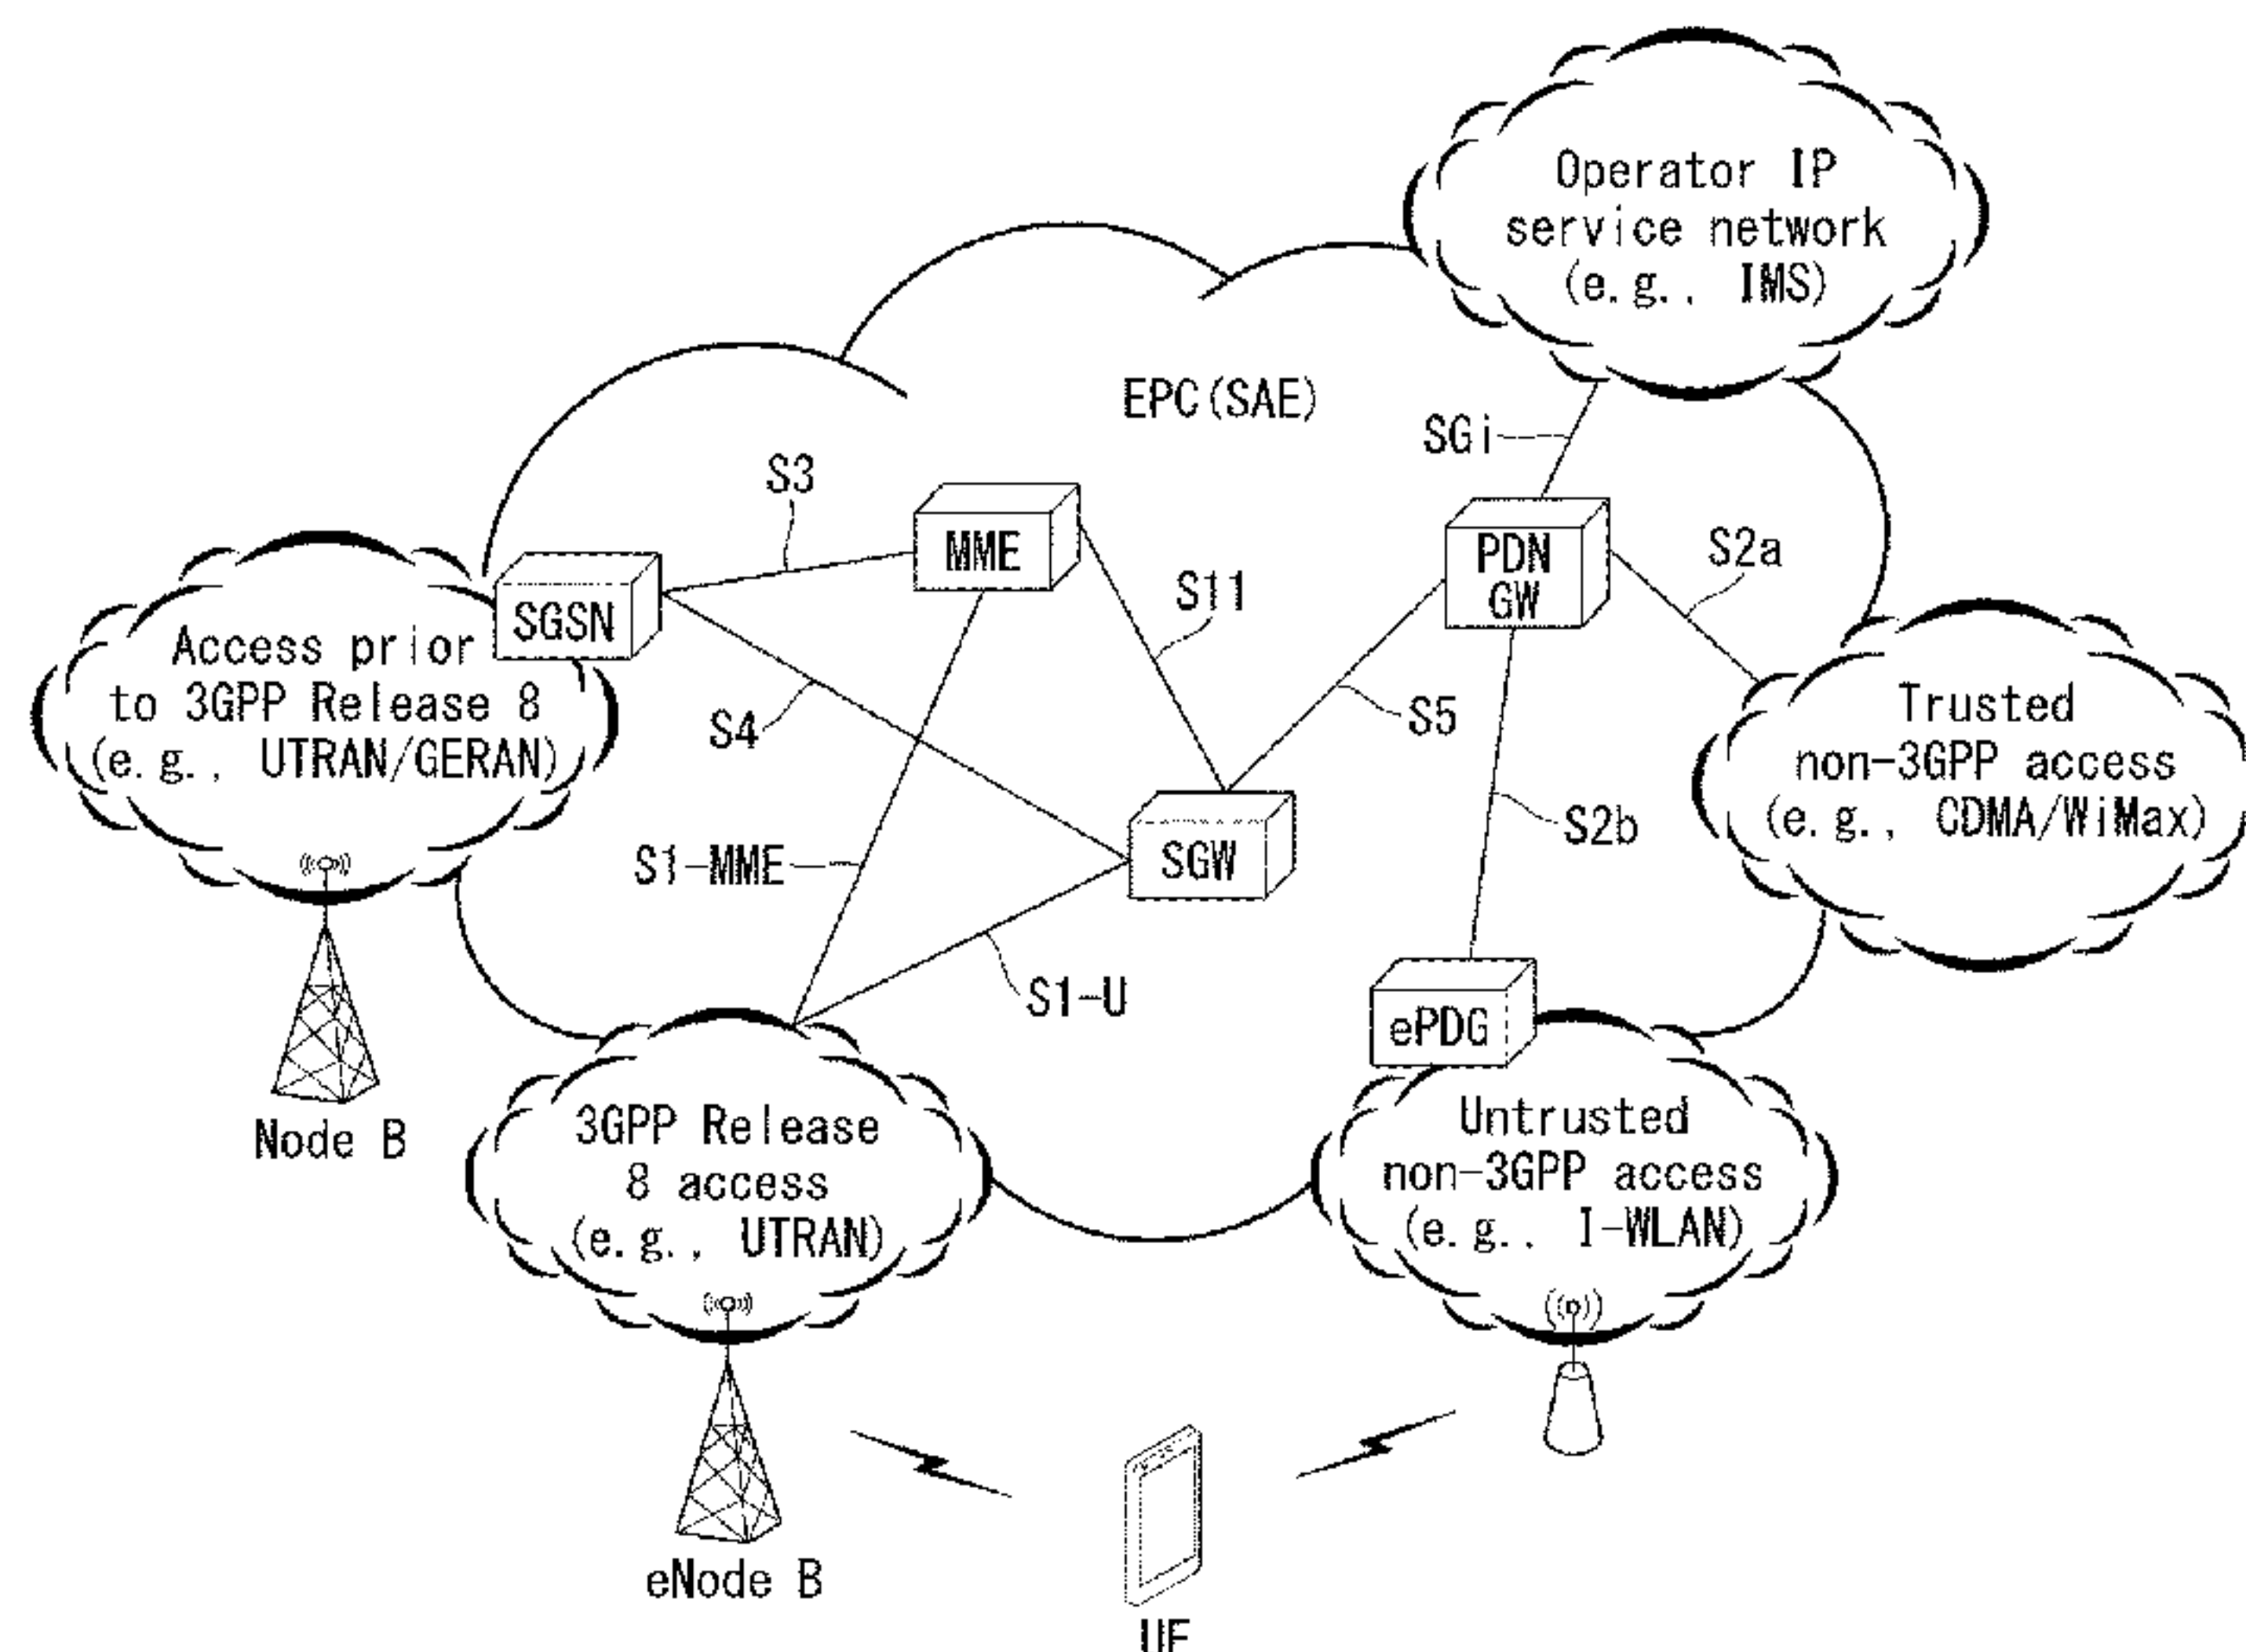 Operator IP
service network
(e.g., IMS)
EPC(SAE)
SGi
S3
MME
PDN
GW
S2a
S11
SGSN
Access prior
to 3GPP Release 8
(e.g., UTRAN/GERAN)
S4
S5
Trusted
non-3GPP access
(e.g., CDMA/WiMax)
S2b
S1-MME
SGW
S1-U
ePDG
Node B
3GPP Release
8 access
(e.g., UTRAN)
Untrusted
non-3GPP access
(e.g., I-WLAN)
eNode B
UE